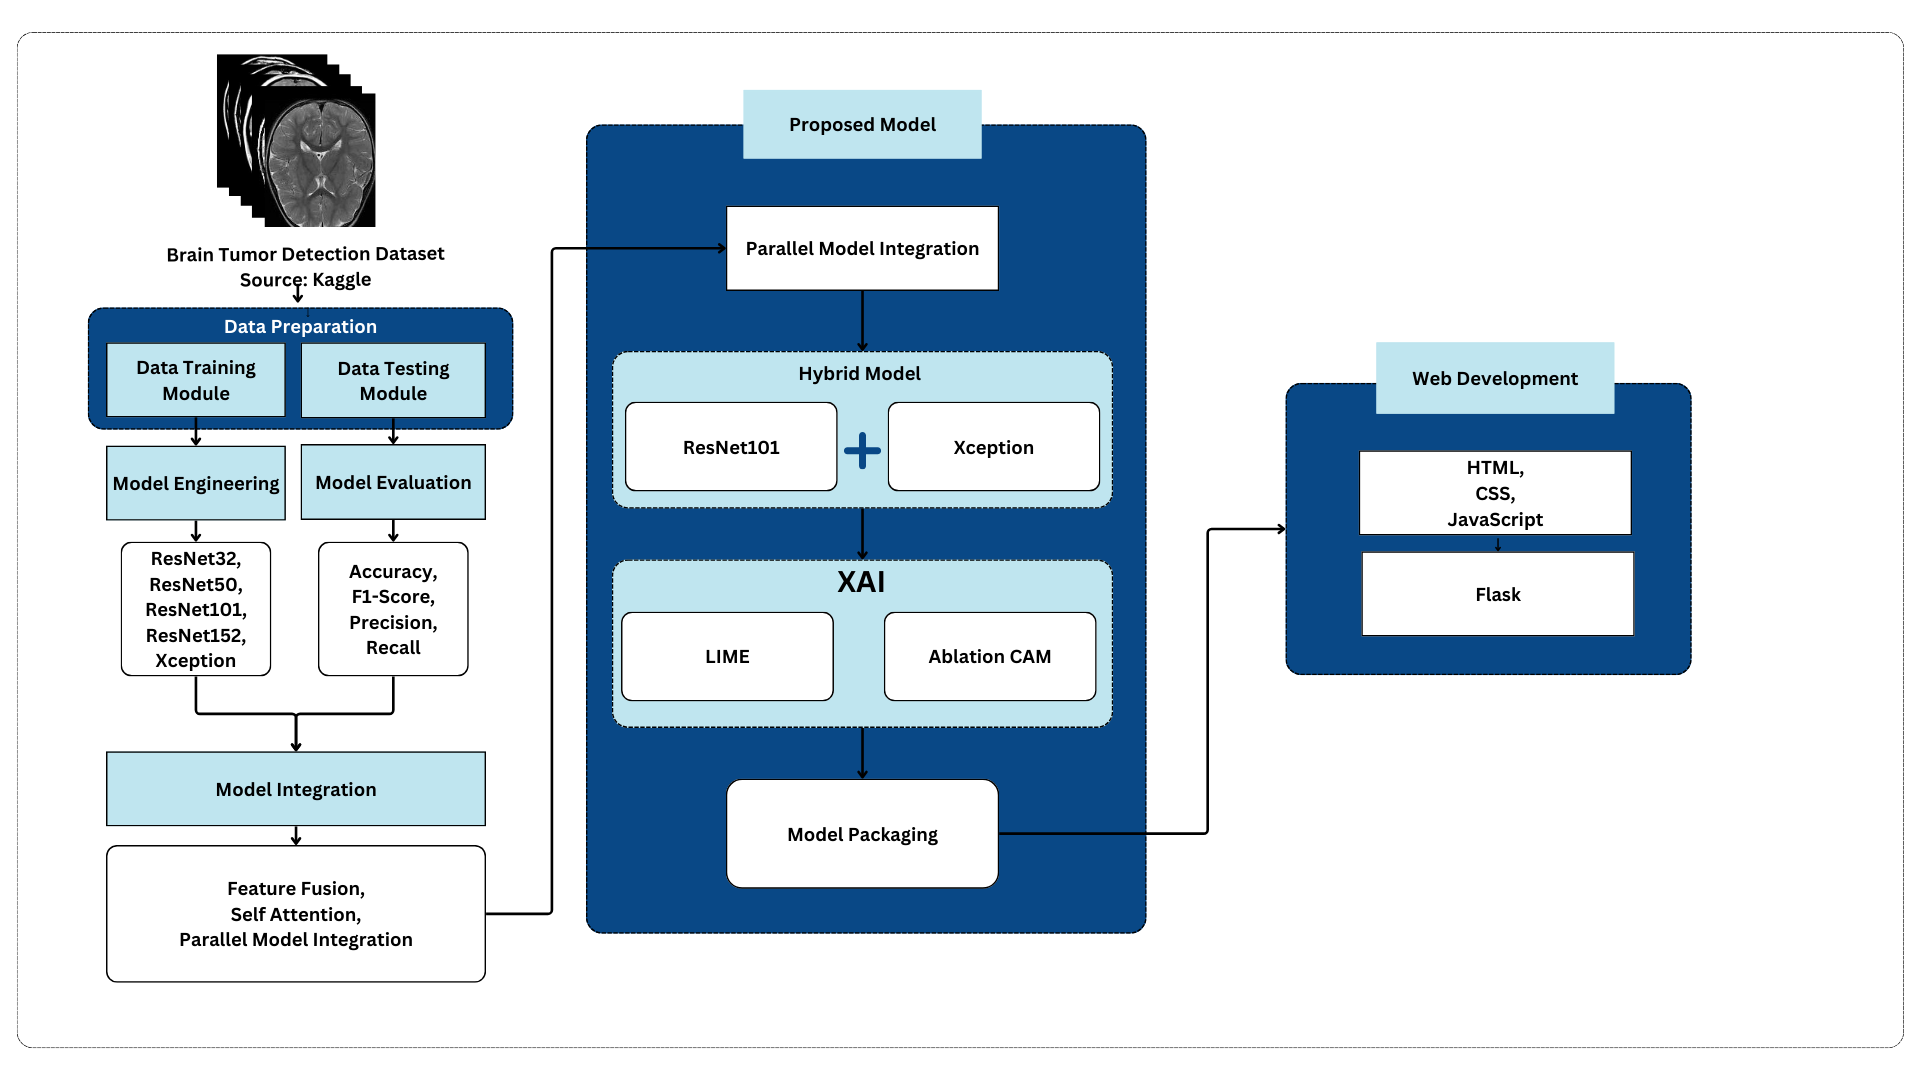 Brain Tumor Detection Dataset
Source: Kaggle
Data Preparation
Data Training
Module
Data Testing
Module
Model Engineering
Model Evaluation
ResNet32,
ResNet50,
ResNet101,
ResNet152,
Xception
Accuracy,
F1-Score,
Precision,
Recall
Model Integration
Feature Fusion,
Self Attention,
Parallel Model Integration
Proposed Model
Parallel Model Integration
Hybrid Model
ResNet101
Xception
XAI
LIME
Ablation CAM
Model Packaging
Web Development
HTML,
CSS,
JavaScript
Flask